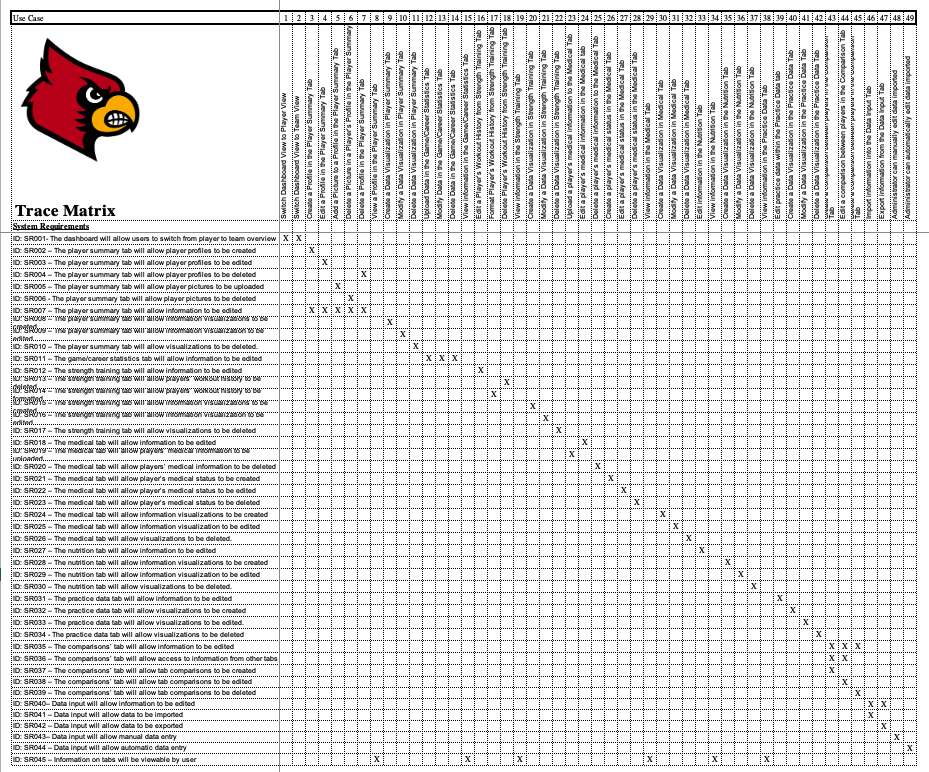 Use Case 1 2 3 4 5 6 7 8 9 10 11 12 13 14 15 16 17 18 19 20 21 22 23 24 25 26 27 28 29 30 31 32 33 34 35 36 37 38 39 40 41 42 43 44 45 46 47 48 49
Switch Dashboard View to Player View
Switch Dashboard View to Team View
Create a Profile in the Player Summary Tab
Edit a Profile in the Player Summary Tab
Add a Picture to a Profile in the Player Summary Tab
Delete a Picture in a Player's Profile in the Player Summary
Delete a Profile in the Player Summary Tab
View a Profile in the Player Summary Tab
Create a Data Visualization in Player Summary Tab
Modify a Data Visualization in Player Summary Tab
Delete a Data Visualization in Player Summary Tab
Upload Data in the Game/Career Statistics Tab
Modify Data in the Game/Career Statistics Tab
Delete Data in the Game/Career Statistics Tab
View information in the Game/Career Statistics Tab
Edit a Player's Workout History from Strength Training Tab
Format Player's Workout History from Strength Training Tab
Delete Player's Workout History from Strength Training Tab
View information in the Strength Training Tab
Create a Data Visualization in Strength Training Tab
Modify a Data Visualization in Strength Training Tab
Delete a Data Visualization in Strength Training Tab
Upload a player's medical information to the Medical Tab
Edit a player's medical information in the Medical tab
Delete a player's medical information to the Medical Tab
Create a player's medical status in the Medical Tab
Edit a player's medical status in the Medical Tab
Delete a player's medical status in the Medical Tab
View information in the Medical Tab
Create a Data Visualization in Medical Tab
Modify a Data Visualization in Medical Tab
Delete a Data Visualization in Medical Tab
Edit information in the Nutrition Tab
View information in the Nutrition Tab
Create a Data Visualization in the Nutrition Tab
Modify a Data Visualization in the Nutrition Tab
Delete a Data Visualization in the Nutrition Tab
View information in the Practice Data Tab
Edit practice data within the Practice Data Tab
Create a Data Visualization in the Practice Data Tab
Modify a Data Visualization in the Practice Data Tab
Delete a Data Visualization in the Practice Data Tab
Tab
Edit a comparison between players in the Comparison Tab
Tab
Import information to the Data Input Tab
Export information from the Data Input Tab
Administrator can manually edit data imported
Administrator can automatically edit data imported
Trace Matrix
System Requirements
ID: SR001- The dashboard will allow users to switch from player to team overview X X
ID: SR002 – The player summary tab will allow player profiles to be created X
ID: SR003 – The player summary tab will allow player profiles to be edited X
ID: SR004 – The player summary tab will allow player profiles to be deleted X
ID: SR005 – The player summary tab will allow player pictures to be uploaded X
ID: SR006 - The player summary tab will allow player pictures to be deleted X
ID: SR007 – The player summary tab will allow information to be edited X X X X X
ID: SR008 – The player summary tab will allow information visualizations to be created X
ID: SR009 – The player summary tab will allow information visualization to be edited X
ID: SR010 – The player summary tab will allow visualizations to be deleted. X
ID: SR011 – The game/career statistics tab will allow information to be edited X X X
ID: SR012 – The strength training tab will allow information to be edited X
ID: SR013 – The strength training tab will allow players' workout history to be deleted X
ID: SR014 – The strength training tab will allow players' workout history to be formatted X
ID: SR015 – The strength training tab will allow information visualizations to be created X
ID: SR016 – The strength training tab will allow information visualization to be edited X
ID: SR017 – The strength training tab will allow visualizations to be deleted X
ID: SR018 – The medical tab will allow information to be edited X
ID: SR019 – The medical tab will allow players' medical information to be uploaded X
ID: SR020 – The medical tab will allow players' medical information to be deleted X
ID: SR021 – The medical tab will allow player's medical status to be created X
ID: SR022 – The medical tab will allow player's medical status to be edited X
ID: SR023 – The medical tab will allow player's medical status to be deleted X
ID: SR024 – The medical tab will allow information visualizations to be created X
ID: SR025 – The medical tab will allow information visualization to be edited X
ID: SR026 – The medical tab will allow visualizations to be deleted. X
ID: SR027 – The nutrition tab will allow information to be edited X
ID: SR028 – The nutrition tab will allow information visualizations to be created X
ID: SR029 – The nutrition tab will allow information visualization to be edited X
ID: SR030 – The nutrition tab will allow visualizations to be deleted. X
ID: SR031 – The practice data tab will allow information to be edited X
ID: SR032 – The practice data tab will allow visualizations to be created X
ID: SR033 – The practice data tab will allow visualizations to be edited. X
ID: SR034 - The practice data tab will allow visualizations to be deleted X
ID: SR035 – The comparisons' tab will allow information to be edited X X X
ID: SR036 – The comparisons' tab will allow access to information from other tabs X X
ID: SR037 – The comparisons' tab will allow tab comparisons to be created X
ID: SR038 – The comparisons' tab will allow tab comparisons to be edited X
ID: SR039 – The comparisons' tab will allow tab comparisons to be deleted X
ID: SR040– Data input will allow information to be edited X X
ID: SR041 – Data input will allow data to be imported X
ID: SR042 – Data input will allow data to be exported X
ID: SR043– Data input will allow manual data entry X
ID: SR044 – Data input will allow automatic data entry X
ID: SR045 – Information on tabs will be viewable by user X X X X X X